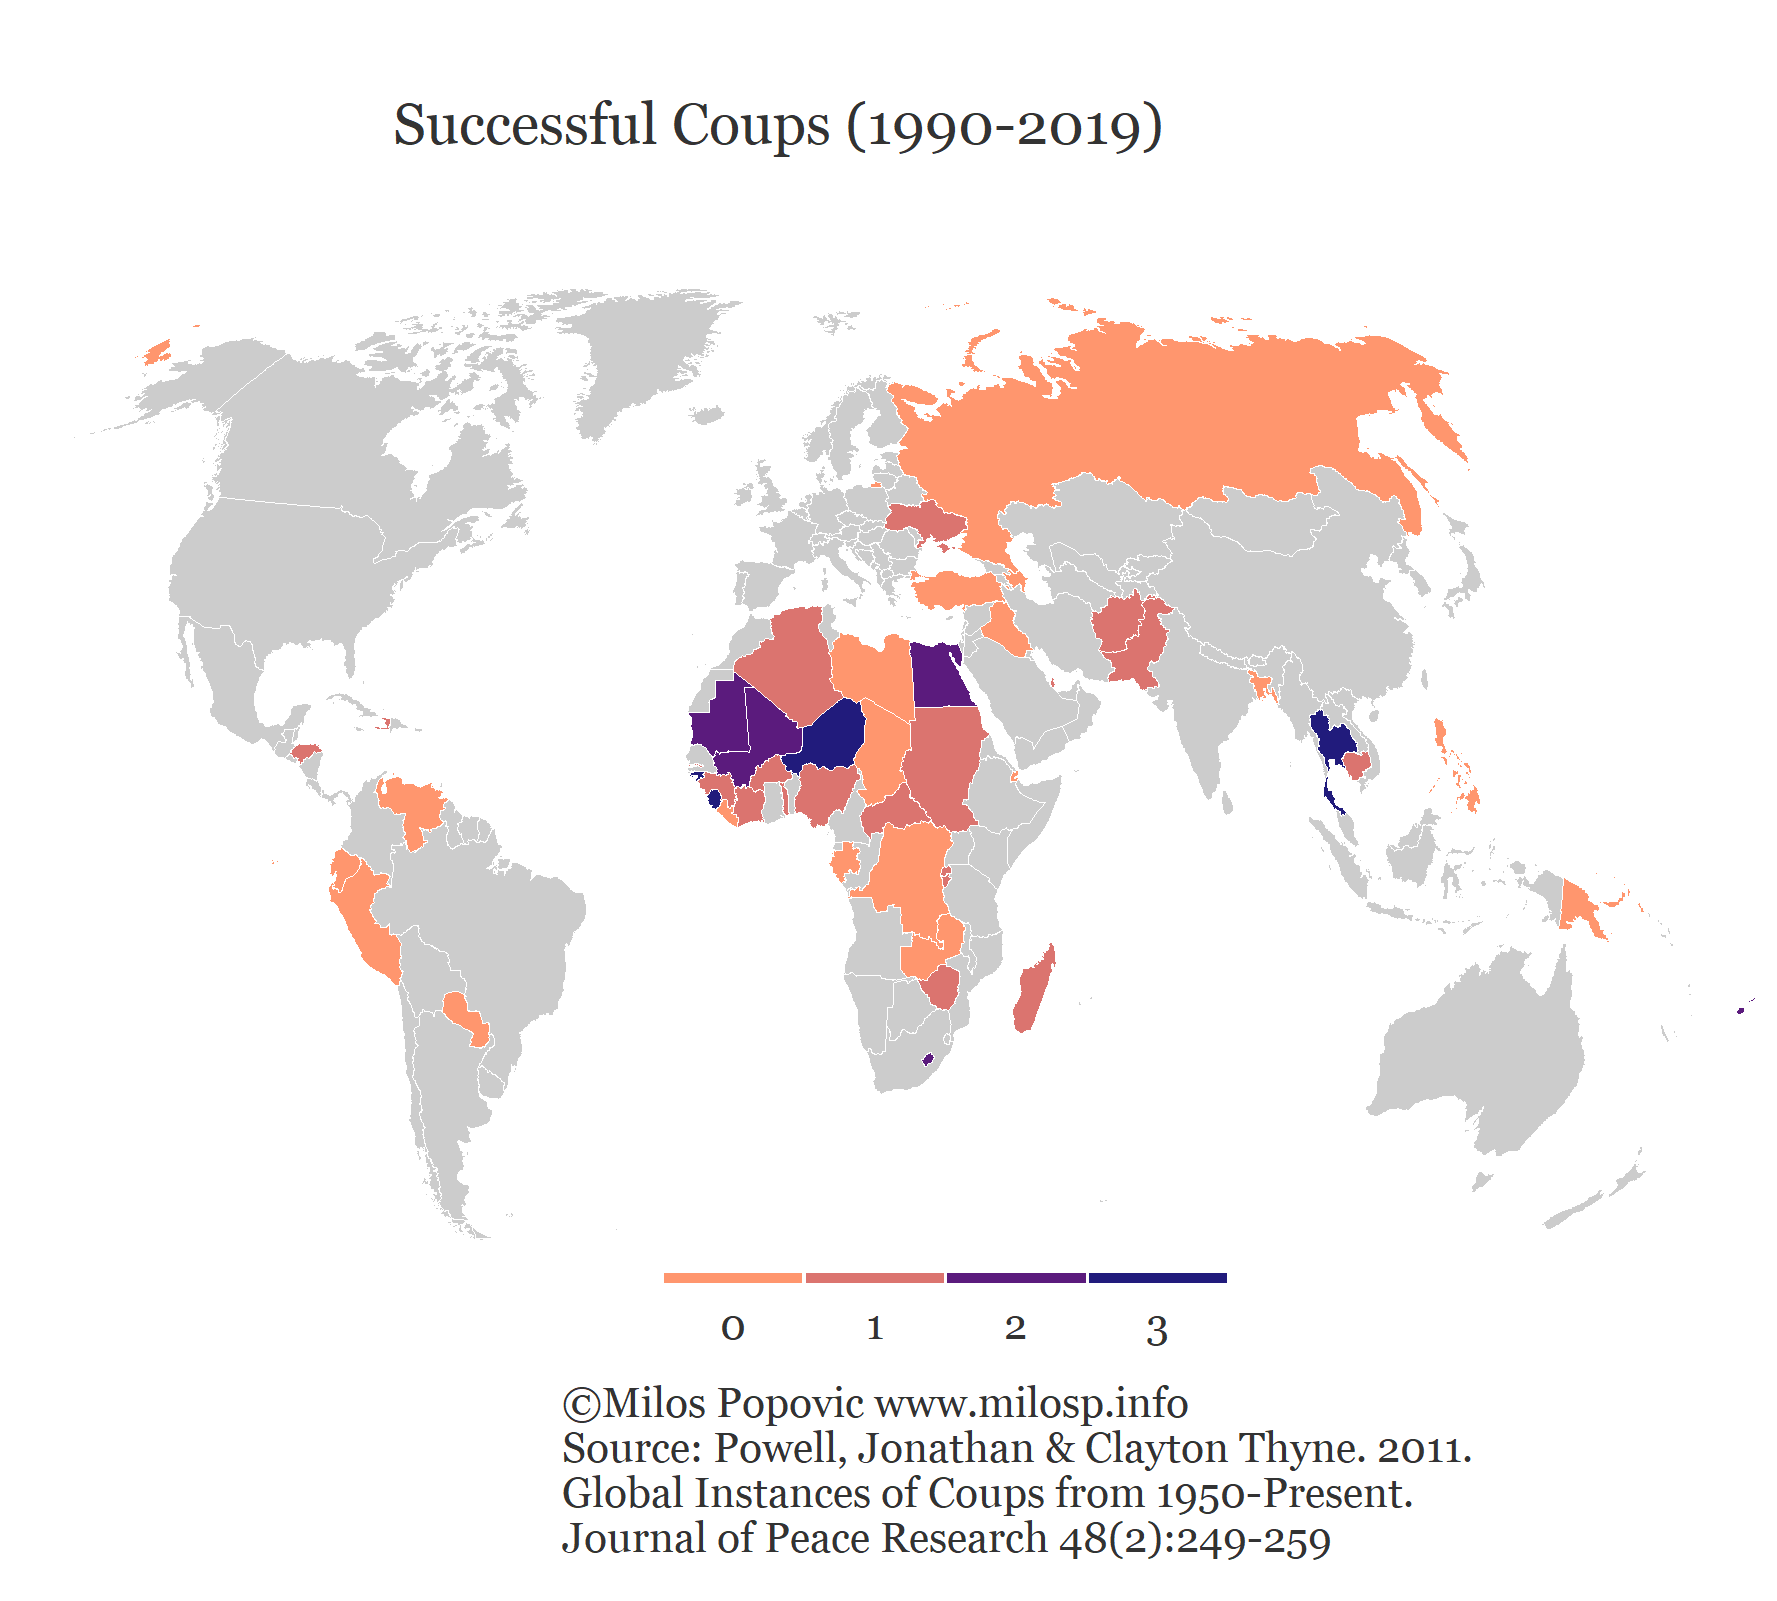 Successful Coups (1990-2019)
0 1 2 3
©Milos Popovic www.milosp.info
Source: Powell, Jonathan & Clayton Thyne. 2011.
Global Instances of Coups from 1950-Present.
Journal of Peace Research 48(2):249-259